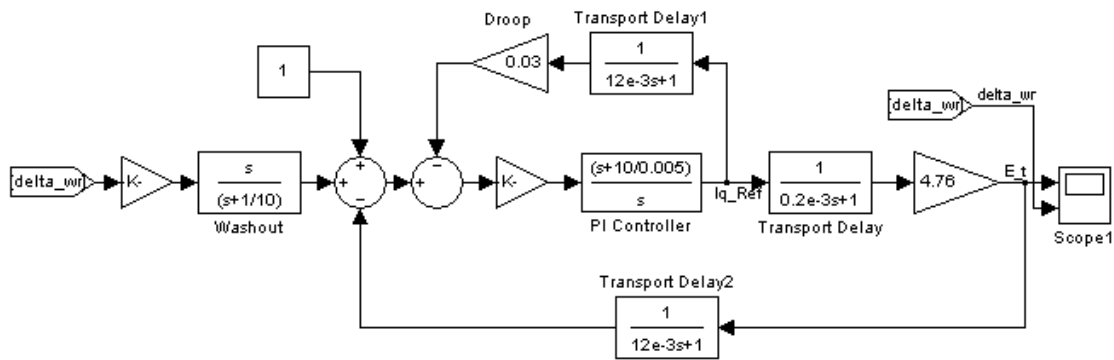 Droop
Transport Delay1
0.03
1
12e-3s+1
1
delta_wr
delta_wr
delta_wr
K-
s
(s+1/10)
Washout
+
+
−
−
K-
(s+10/0.005)
s
PI Controller
Iq_Ref
1
0.2e-3s+1
Transport Delay
4.76
E_t
Scope1
Transport Delay2
1
12e-3s+1